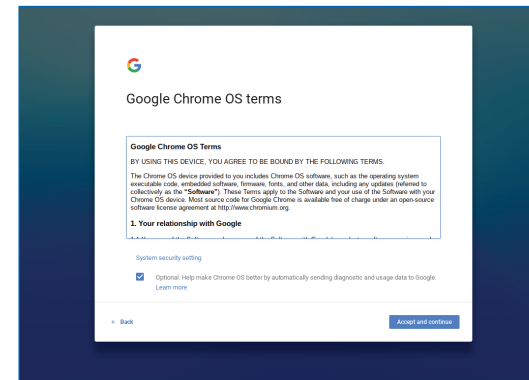 Google Chrome OS terms
Google Chrome OS Terms
BY USING THIS DEVICE, YOU AGREE TO BE BOUND BY THE FOLLOWING TERMS.
The Chrome OS device provided to you includes Chrome OS software, such as the operating system
executable code, embedded software, firmware, fonts, and other data, including any updates (referred to
collectively as the "Software"). These Terms apply to the Software and your use of the Software with your
Chrome OS device. Most source code for Google Chrome is available free of charge under an open-source
software license agreement at http://www.chromium.org.
1. Your relationship with Google
System security setting
Optional: Help make Chrome OS better by automatically sending diagnostic and usage data to Google.
Learn more
Back
Accept and continue